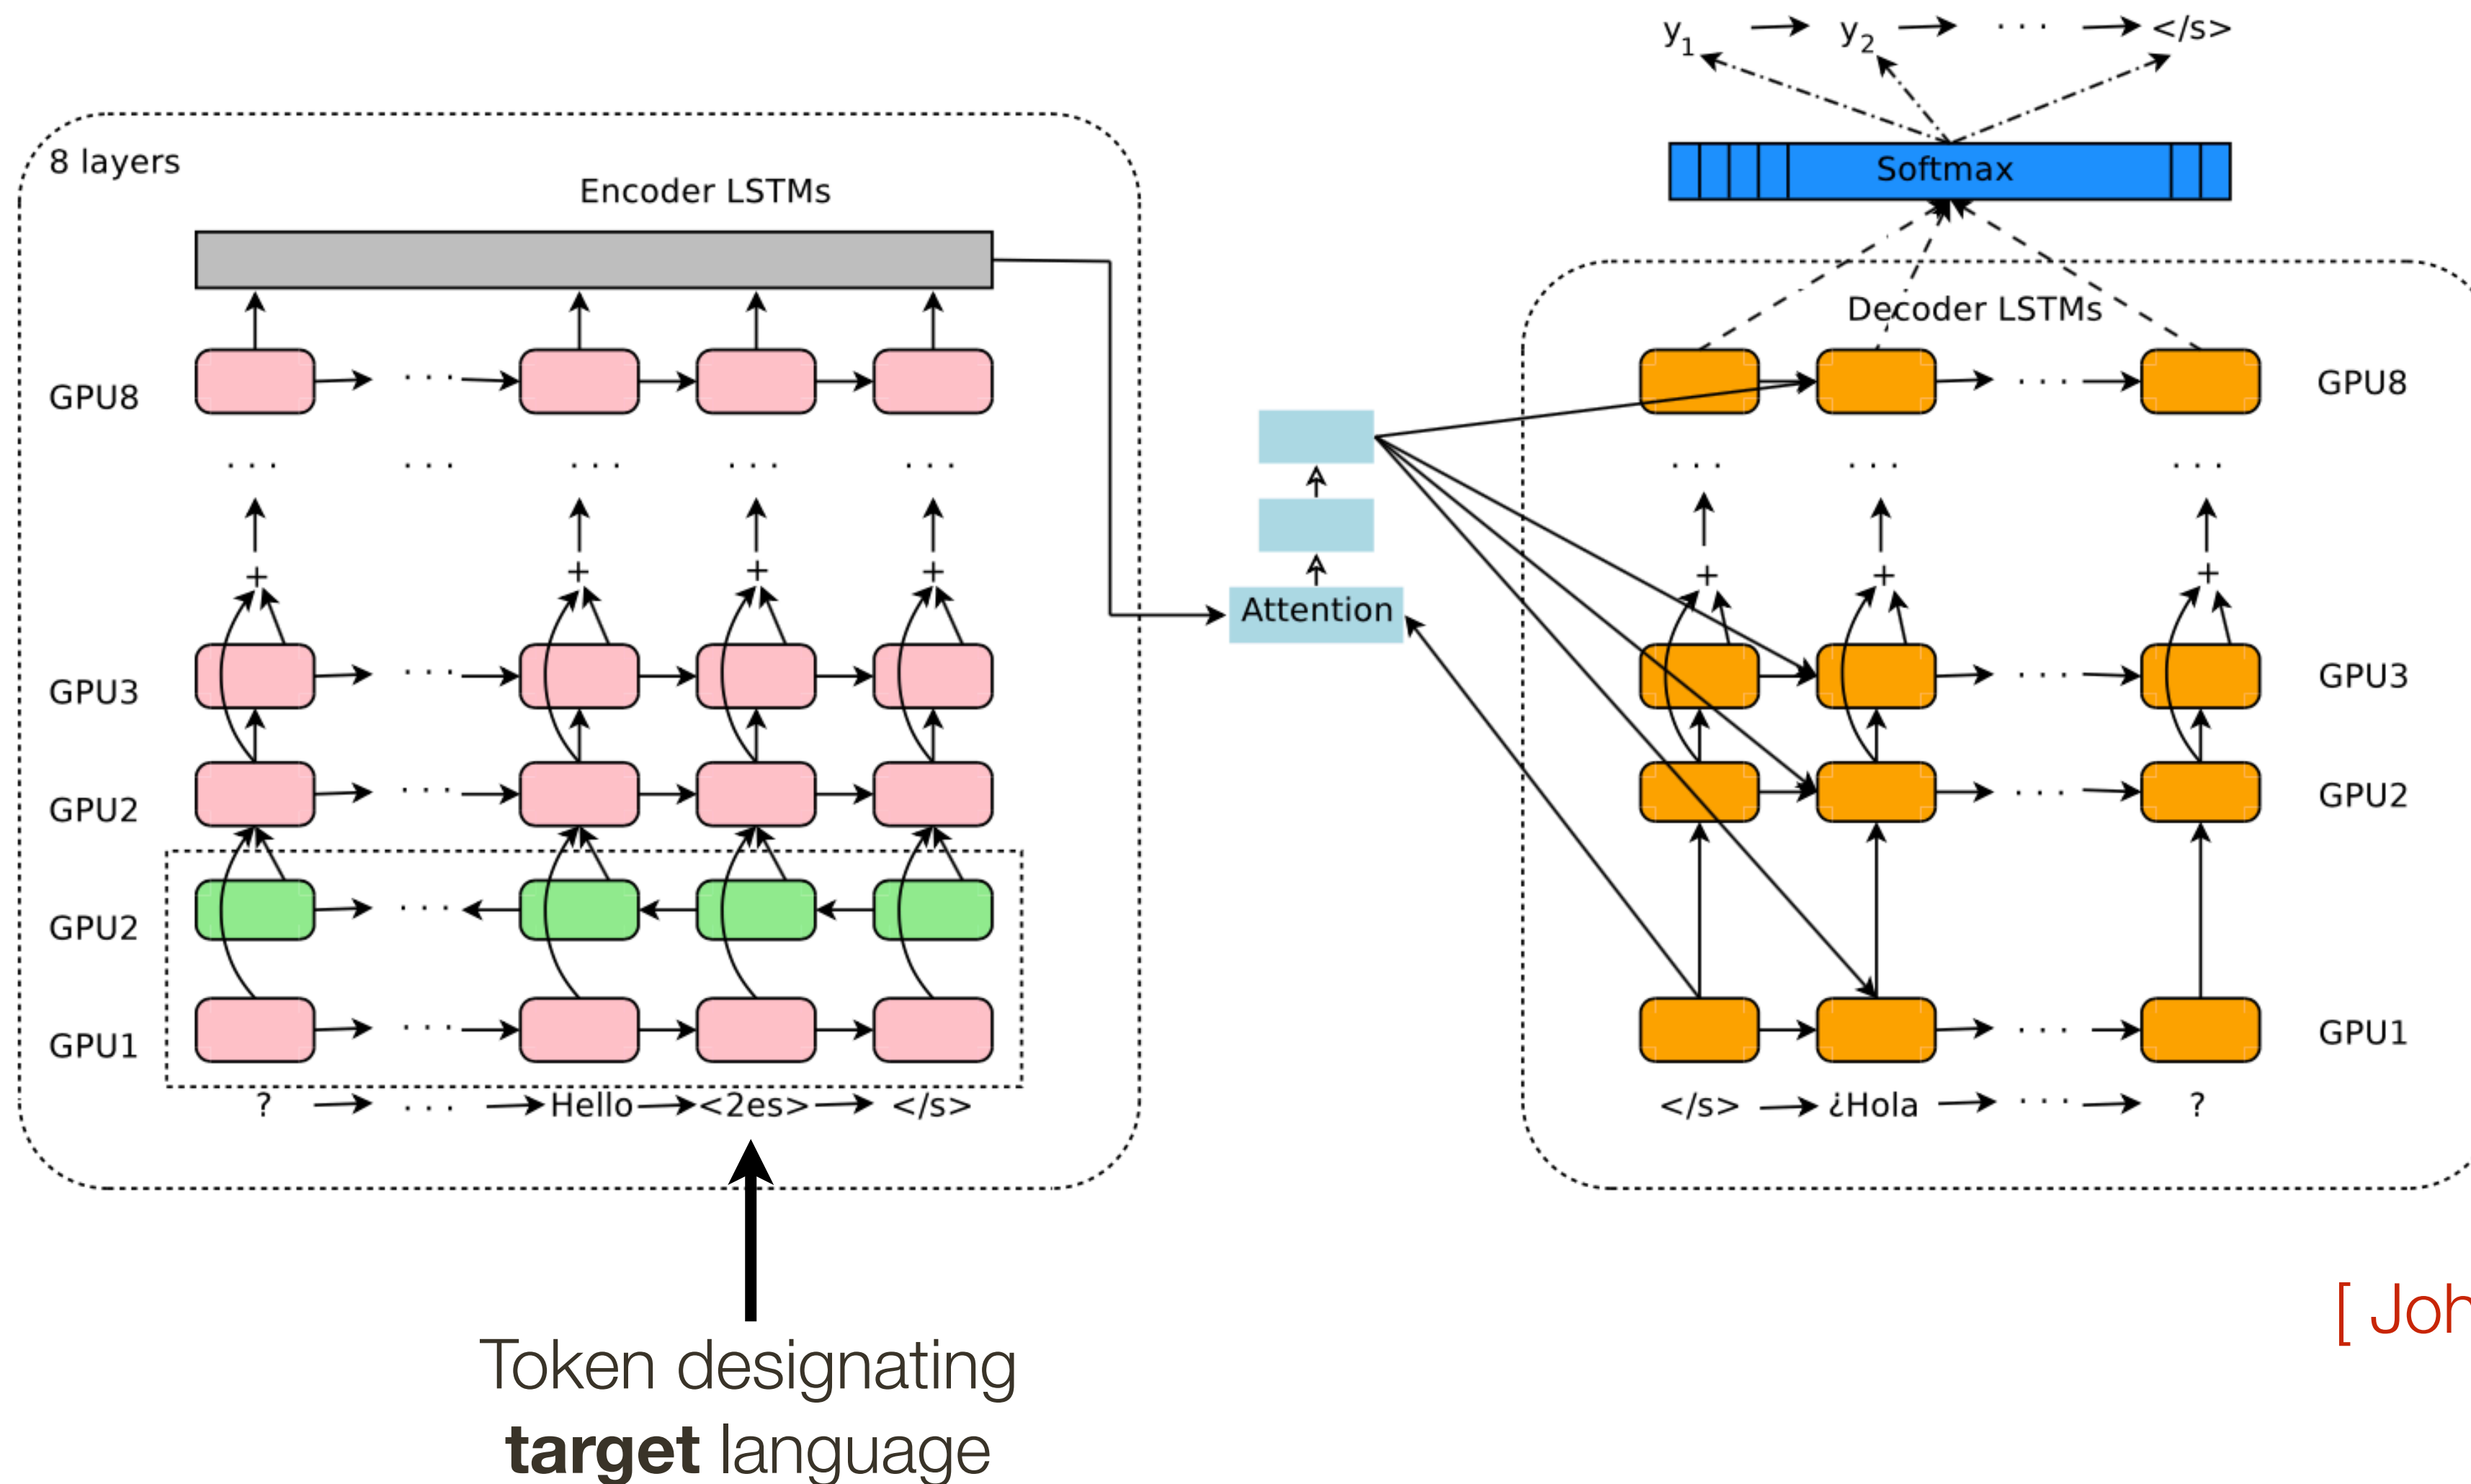 y1 y2 ... </s>
Softmax
8 layers
Encoder LSTMs
Decoder LSTMs
GPU8
GPU8
...
+ + + +
+ + +
Attention
GPU3
GPU3
GPU2
GPU2
GPU2
GPU1
GPU1
? ... Hello <2es> </s>
</s> ¿Hola ... ?
Token designating
target language
[ Joh